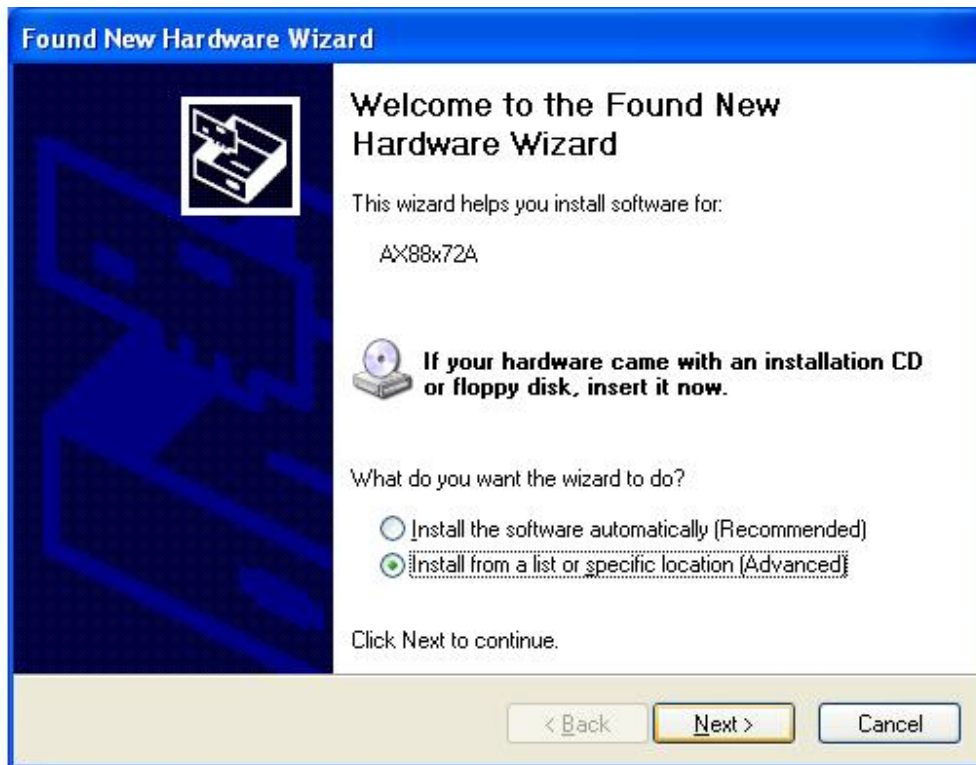 Found New Hardware Wizard
Welcome to the Found New
Hardware Wizard
This wizard helps you install software for:
AX88x72A
If your hardware came with an installation CD
or floppy disk, insert it now.
What do you want the wizard to do?
Install the software automatically (Recommended)
Install from a list or specific location (Advanced)
Click Next to continue.
< Back Next > Cancel